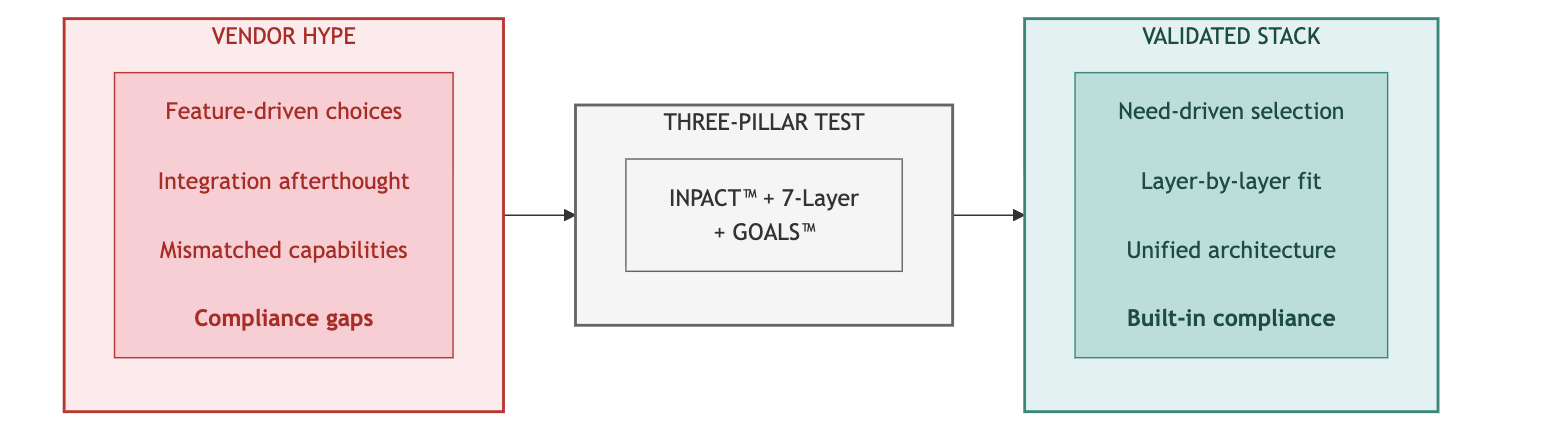 VENDOR HYPE
Feature-driven choices
Integration afterthought
Mismatched capabilities
Compliance gaps
THREE-PILLAR TEST
INPACT™ + 7-Layer
+ GOALS™
VALIDATED STACK
Need-driven selection
Layer-by-layer fit
Unified architecture
Built-in compliance